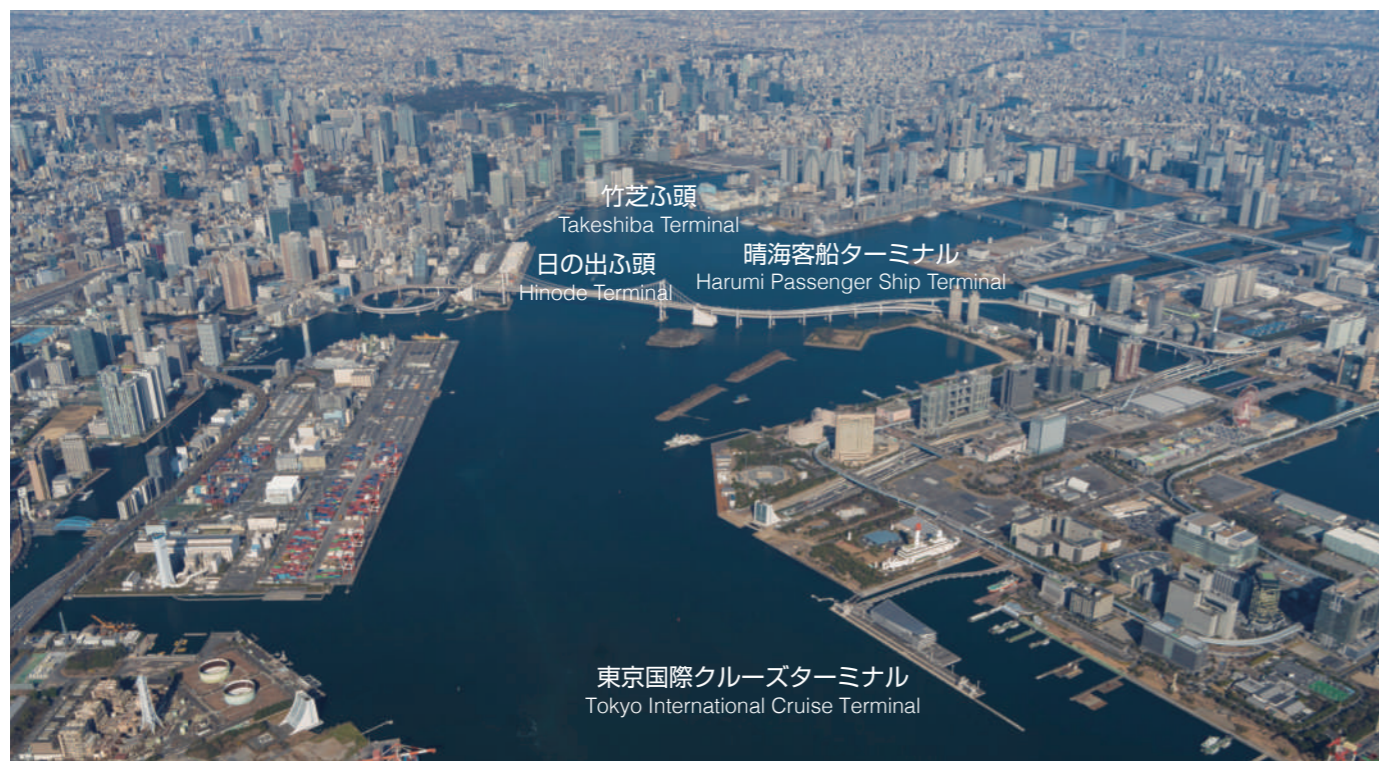 竹芝ふ頭
Takeshiba Terminal
晴海客船ターミナル
Harumi Passenger Ship Terminal
日の出ふ頭
Hinode Terminal
東京国際クルーズターミナル
Tokyo International Cruise Terminal